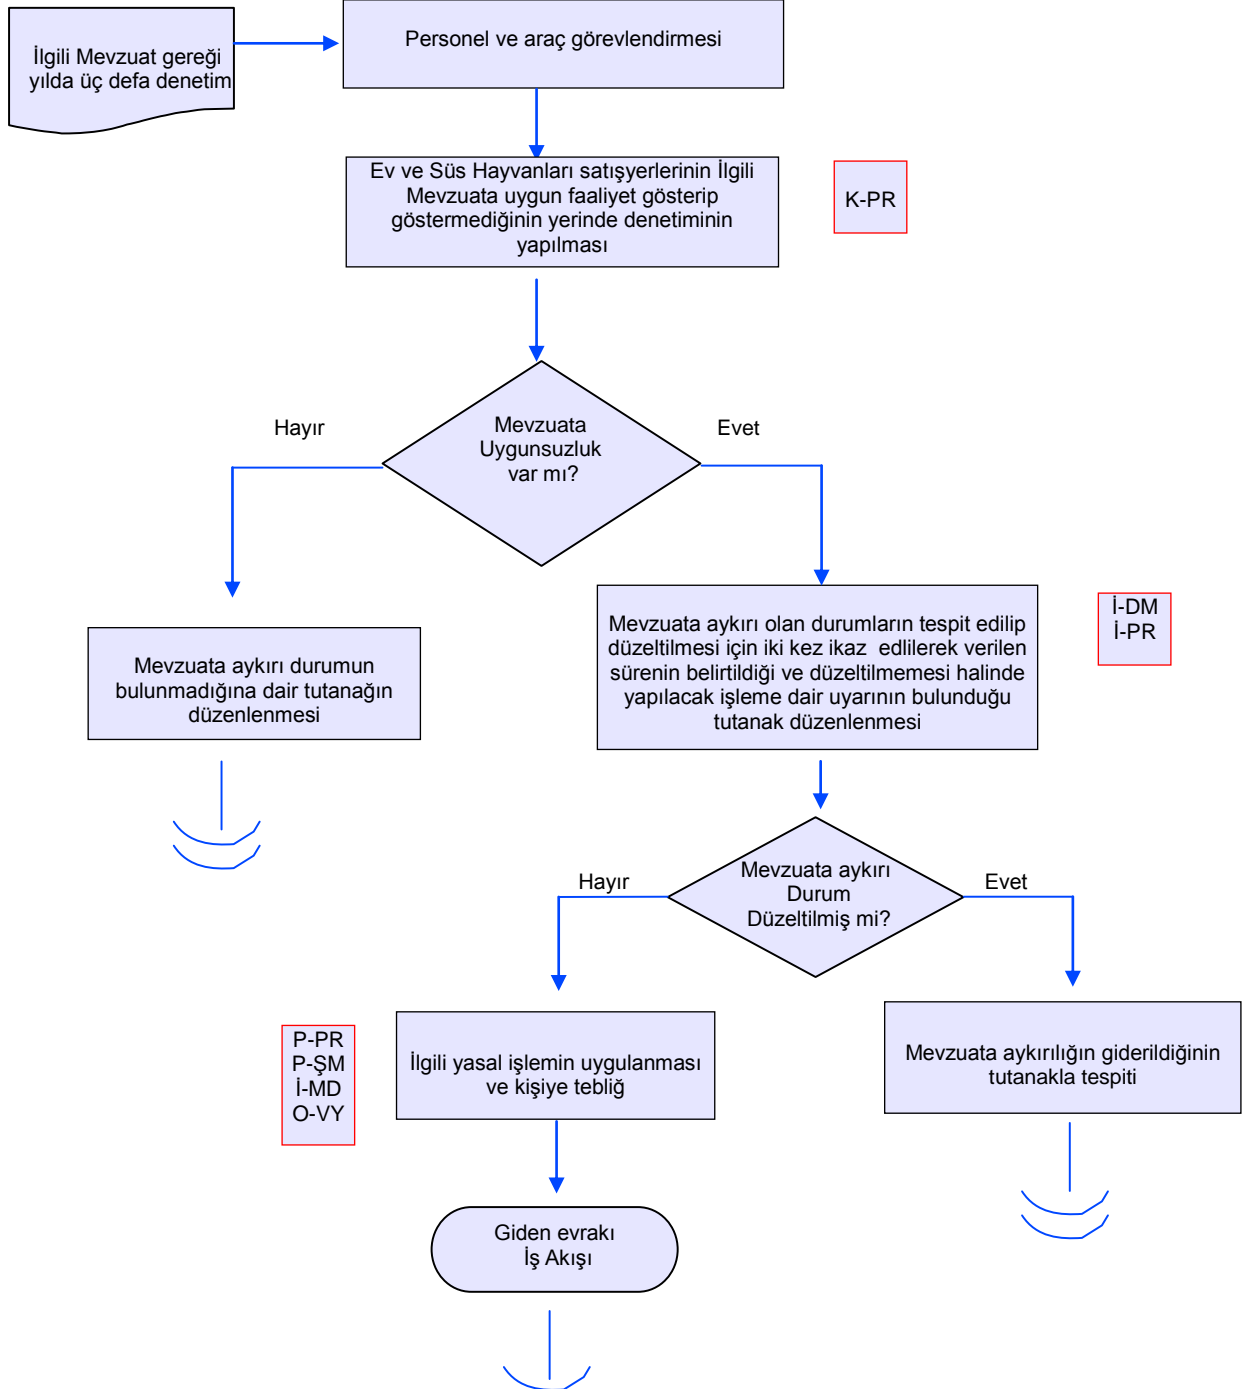 İlgili Mevzuat gereği
yılda üç defa denetim
Personel ve araç görevlendirmesi
Ev ve Süs Hayvanları satışyerlerinin İlgili
Mevzuata uygun faaliyet gösterip
göstermediğinin yerinde denetiminin
yapılması
K-PR
Hayır
Mevzuata
Uygunsuzluk
var mı?
Evet
Mevzuata aykırı durumun
bulunmadığına dair tutanağın
düzenlenmesi
Mevzuata aykırı olan durumların tespit edilip
düzeltilmesi için iki kez ikaz  edlilerek verilen
sürenin belirtildiği ve düzeltilmemesi halinde
yapılacak işleme dair uyarının bulunduğu
tutanak düzenlenmesi
İ-DM
İ-PR
Hayır
Mevzuata aykırı
Durum
Düzeltilmiş mi?
Evet
P-PR
P-ŞM
İ-MD
O-VY
İlgili yasal işlemin uygulanması
ve kişiye tebliğ
Mevzuata aykırılığın giderildiğinin
tutanakla tespiti
Giden evrakı
İş Akışı